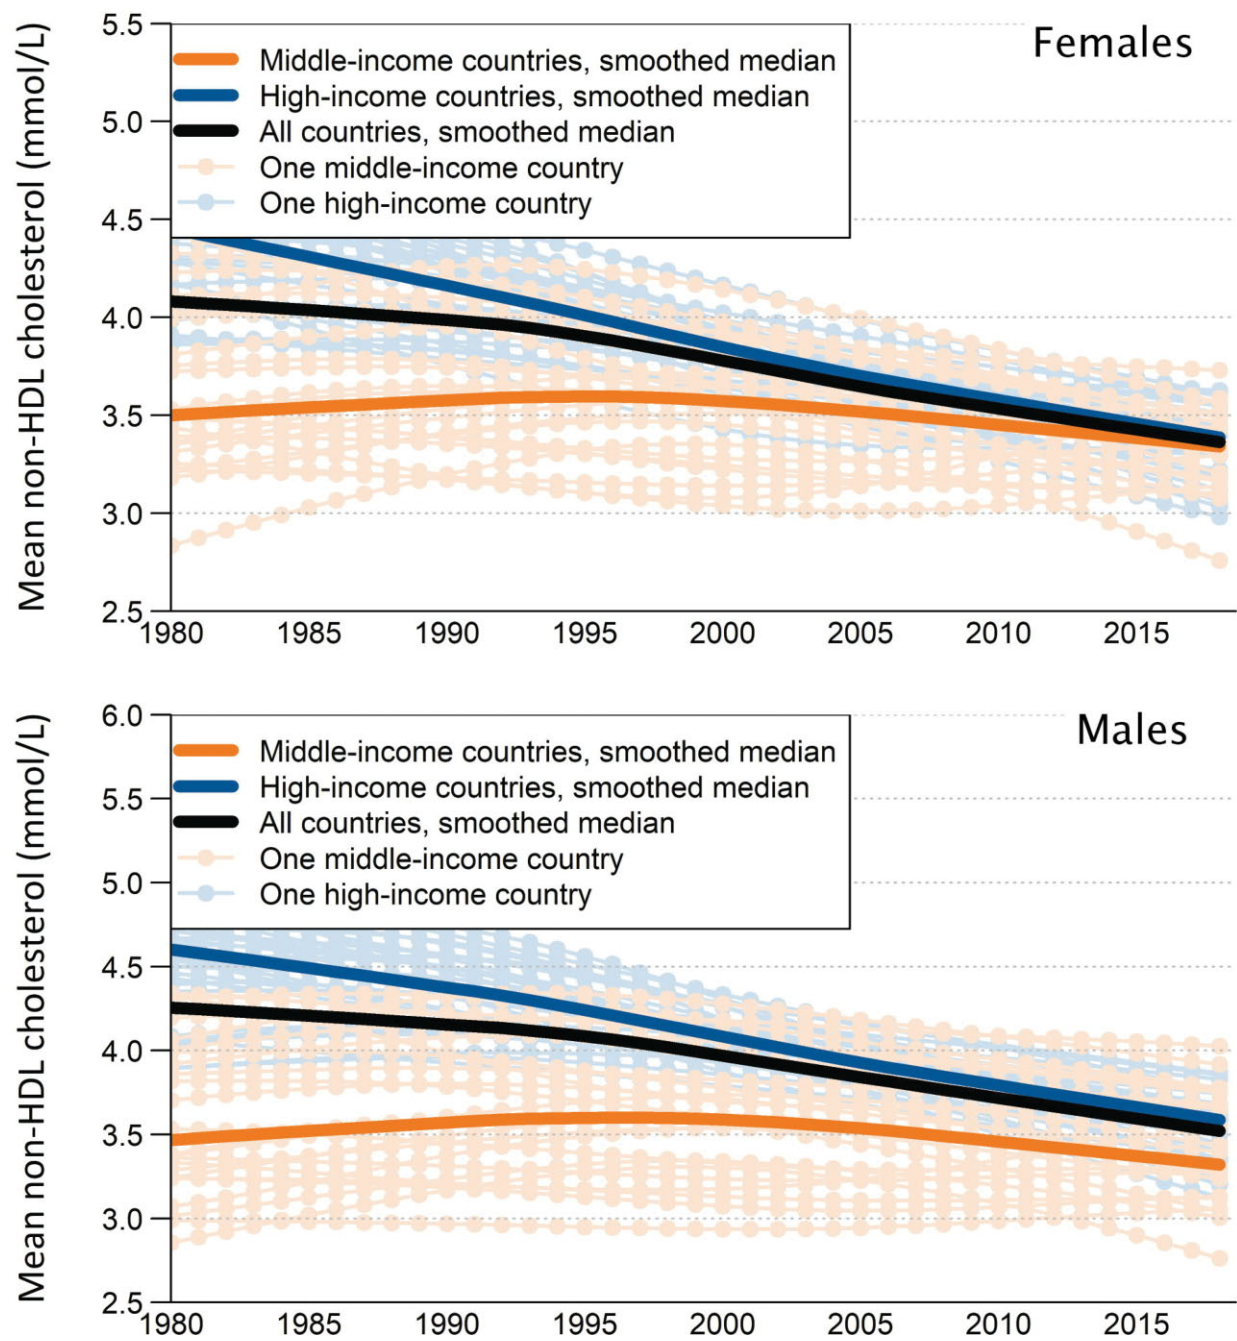 Females
Mean non-HDL cholesterol (mmol/L)
5.5
5.0
4.5
4.0
3.5
3.0
2.5
Middle-income countries, smoothed median
High-income countries, smoothed median
All countries, smoothed median
One middle-income country
One high-income country
1980 1985 1990 1995 2000 2005 2010 2015
Males
Mean non-HDL cholesterol (mmol/L)
6.0
5.5
5.0
4.5
4.0
3.5
3.0
2.5
Middle-income countries, smoothed median
High-income countries, smoothed median
All countries, smoothed median
One middle-income country
One high-income country
1980 1985 1990 1995 2000 2005 2010 2015